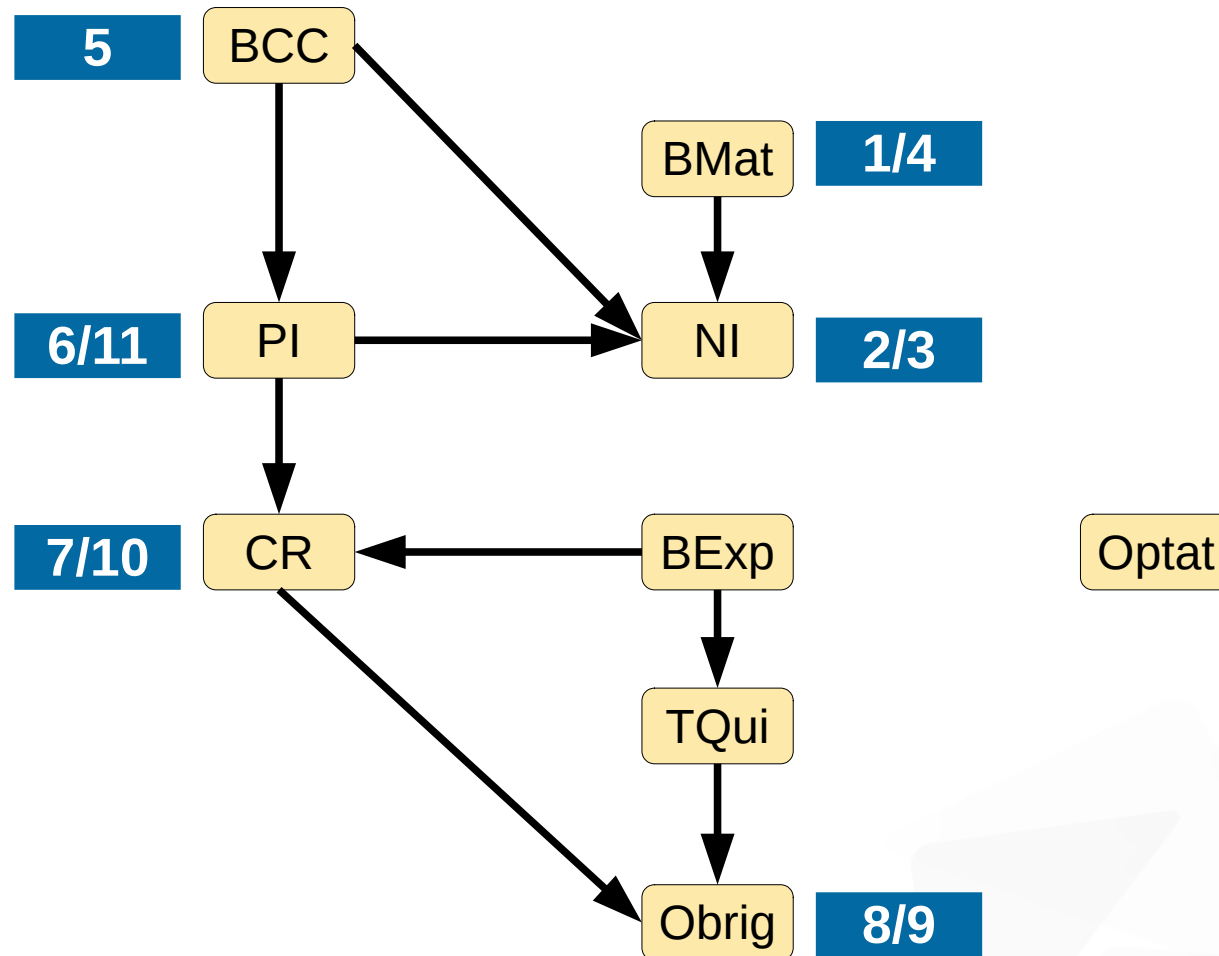 5
BCC
BMat
1/4
6/11
PI
NI
2/3
7/10
CR
BExp
Optat
TQui
Obrig
8/9